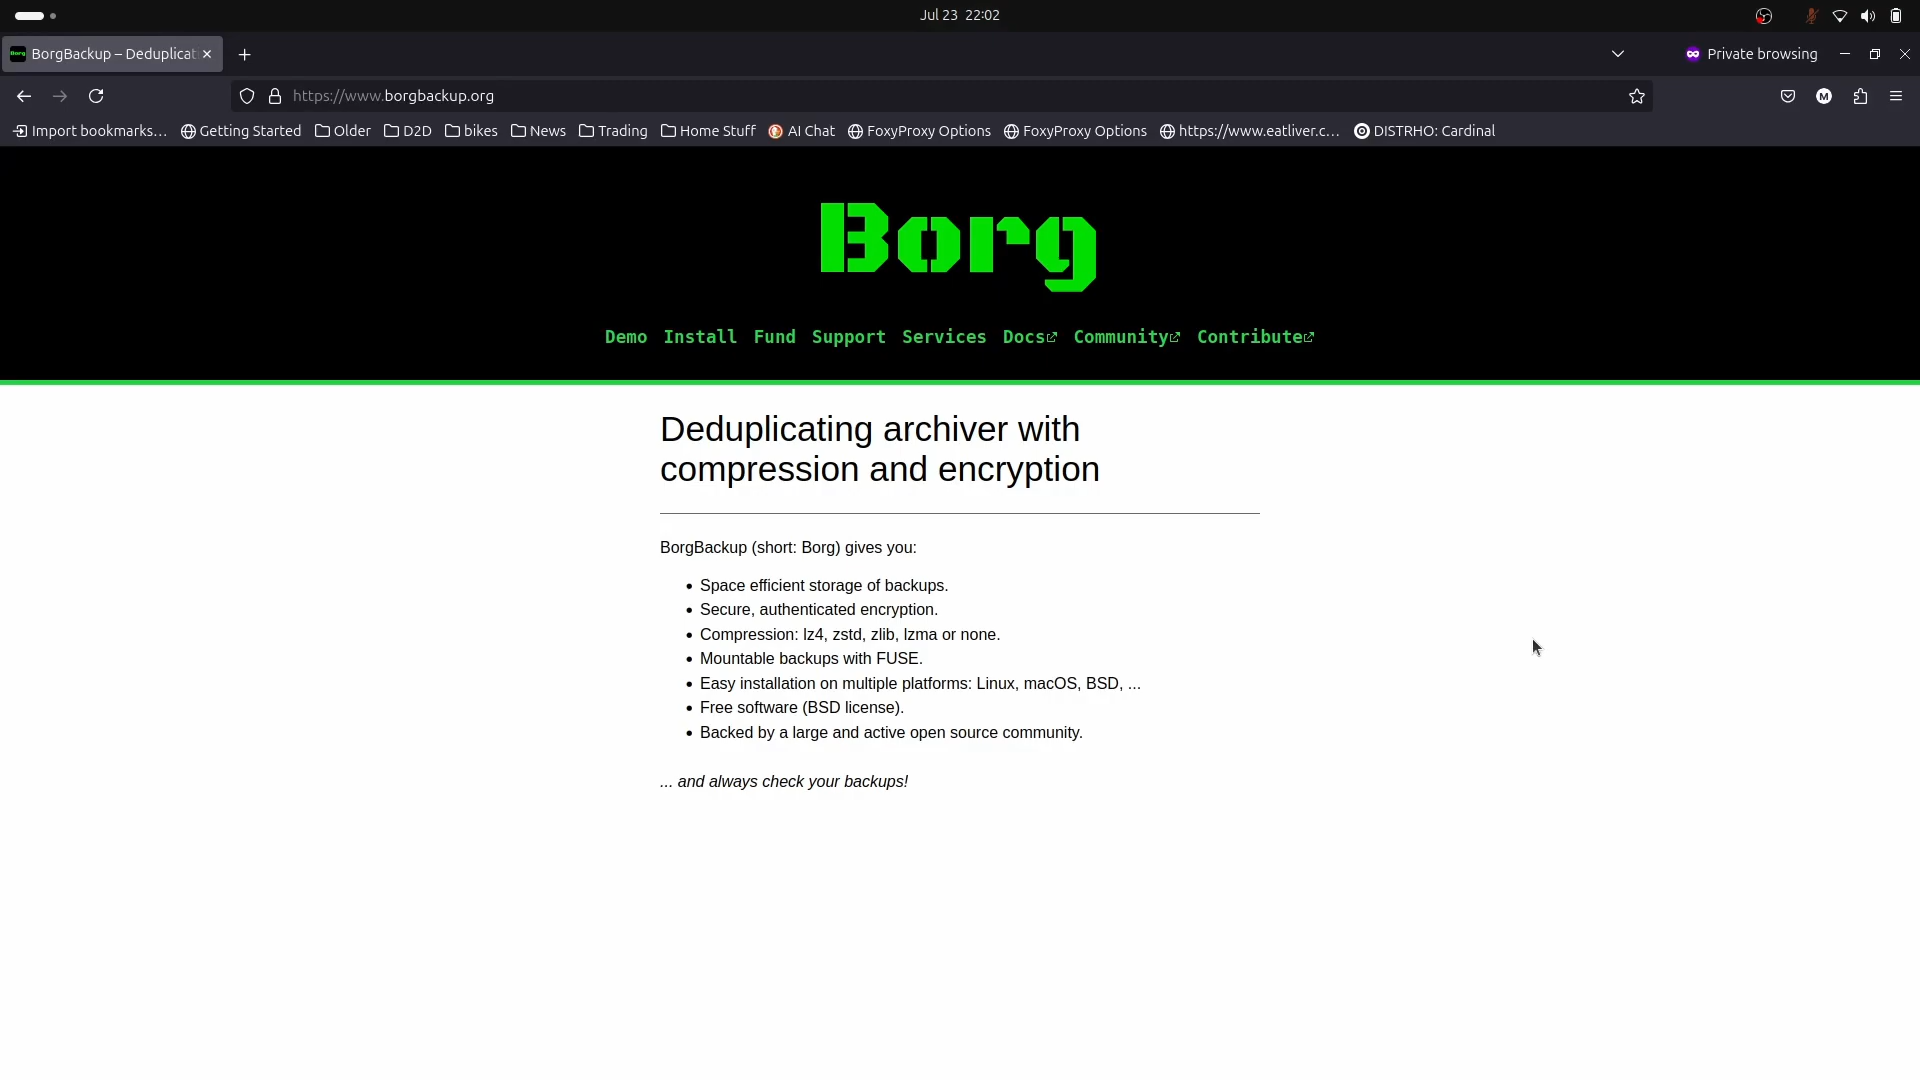 Jul 23 22:02
BorgBackup – Deduplicat
Private browsing
https://www.borgbackup.org
Import bookmarks… Getting Started Older D2D bikes News Trading Home Stuff AI Chat FoxyProxy Options FoxyProxy Options https://www.eatliver.c… DISTRHO: Cardinal
Borg
Demo Install Fund Support Services Docs Community Contribute
Deduplicating archiver with
compression and encryption
BorgBackup (short: Borg) gives you:
• Space efficient storage of backups.
• Secure, authenticated encryption.
• Compression: lz4, zstd, zlib, lzma or none.
• Mountable backups with FUSE.
• Easy installation on multiple platforms: Linux, macOS, BSD, ...
• Free software (BSD license).
• Backed by a large and active open source community.
... and always check your backups!